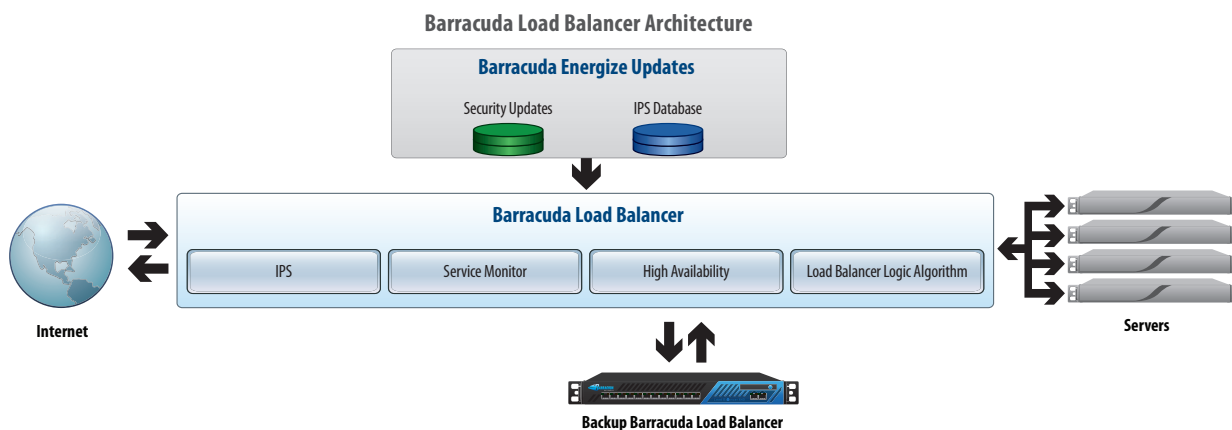 Barracuda Load Balancer Architecture
Barracuda Energize Updates
Security Updates
IPS Database
Barracuda Load Balancer
IPS
Service Monitor
High Availability
Load Balancer Logic Algorithm
Internet
Servers
Backup Barracuda Load Balancer